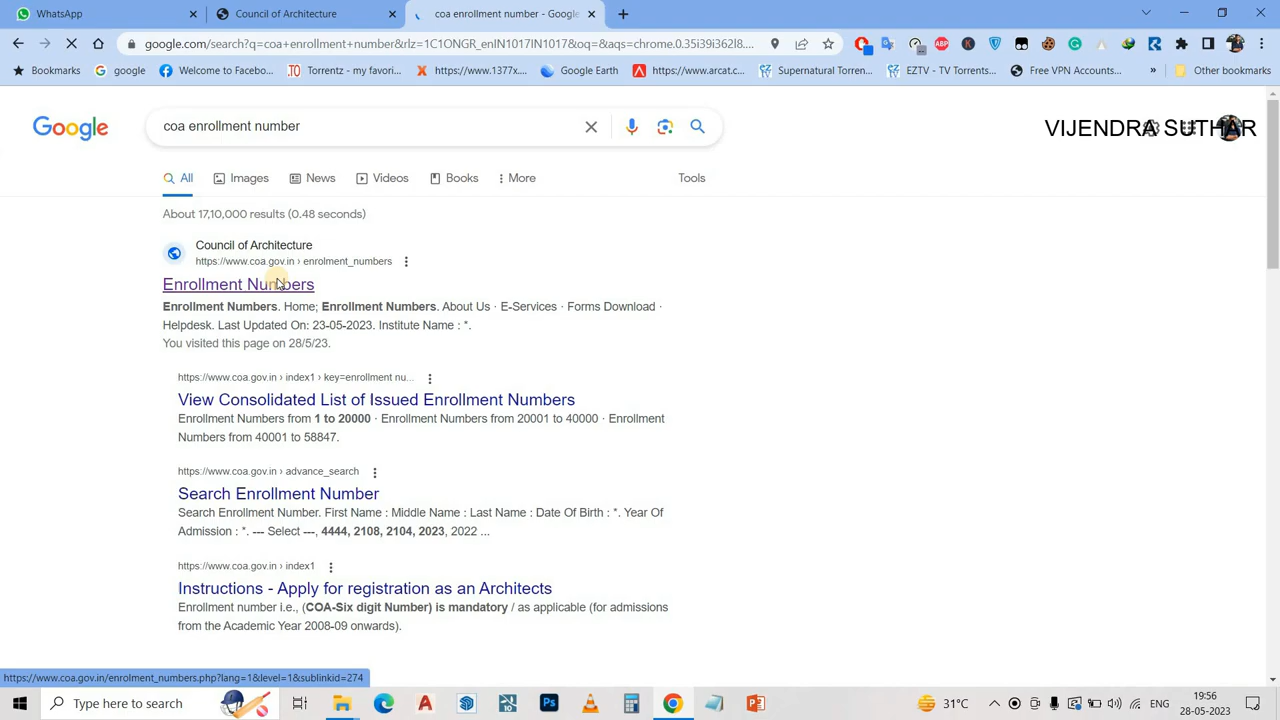 WhatsApp
Council of Architecture
coa enrollment number - Google
google.com/search?q=coa+enrollment+number&rlz=1C1ONGR_enIN1017IN1017&oq=&aqs=chrome.0.35i39i362l8...
Bookmarks
google
Welcome to Facebo...
Torrentz - my favori...
https://www.1377x....
Google Earth
https://www.arcat.c...
Supernatural Torren...
EZTV - TV Torrents...
Free VPN Accounts...
»
Other bookmarks
Google
coa enrollment number
VIJENDRA SUTHAR
All
Images
News
Videos
Books
More
Tools
About 17,10,000 results (0.48 seconds)
Council of Architecture
https://www.coa.gov.in › enrolment_numbers
Enrollment Numbers
Enrollment Numbers. Home; Enrollment Numbers. About Us · E-Services · Forms Download ·
Helpdesk. Last Updated On: 23-05-2023. Institute Name : *.
You visited this page on 28/5/23.
https://www.coa.gov.in › index1 › key=enrollment nu...
View Consolidated List of Issued Enrollment Numbers
Enrollment Numbers from 1 to 20000 · Enrollment Numbers from 20001 to 40000 · Enrollment
Numbers from 40001 to 58847.
https://www.coa.gov.in › advance_search
Search Enrollment Number
Search Enrollment Number. First Name : Middle Name : Last Name : Date Of Birth : *. Year Of
Admission : *. --- Select ---, 4444, 2108, 2104, 2023, 2022 ...
https://www.coa.gov.in › index1
Instructions - Apply for registration as an Architects
Enrollment number i.e., (COA-Six digit Number) is mandatory / as applicable (for admissions
from the Academic Year 2008-09 onwards).
https://www.coa.gov.in/enrolment_numbers.php?lang=1&level=1&sublinkid=274
Type here to search
31°C
ENG
19:56
28-05-2023